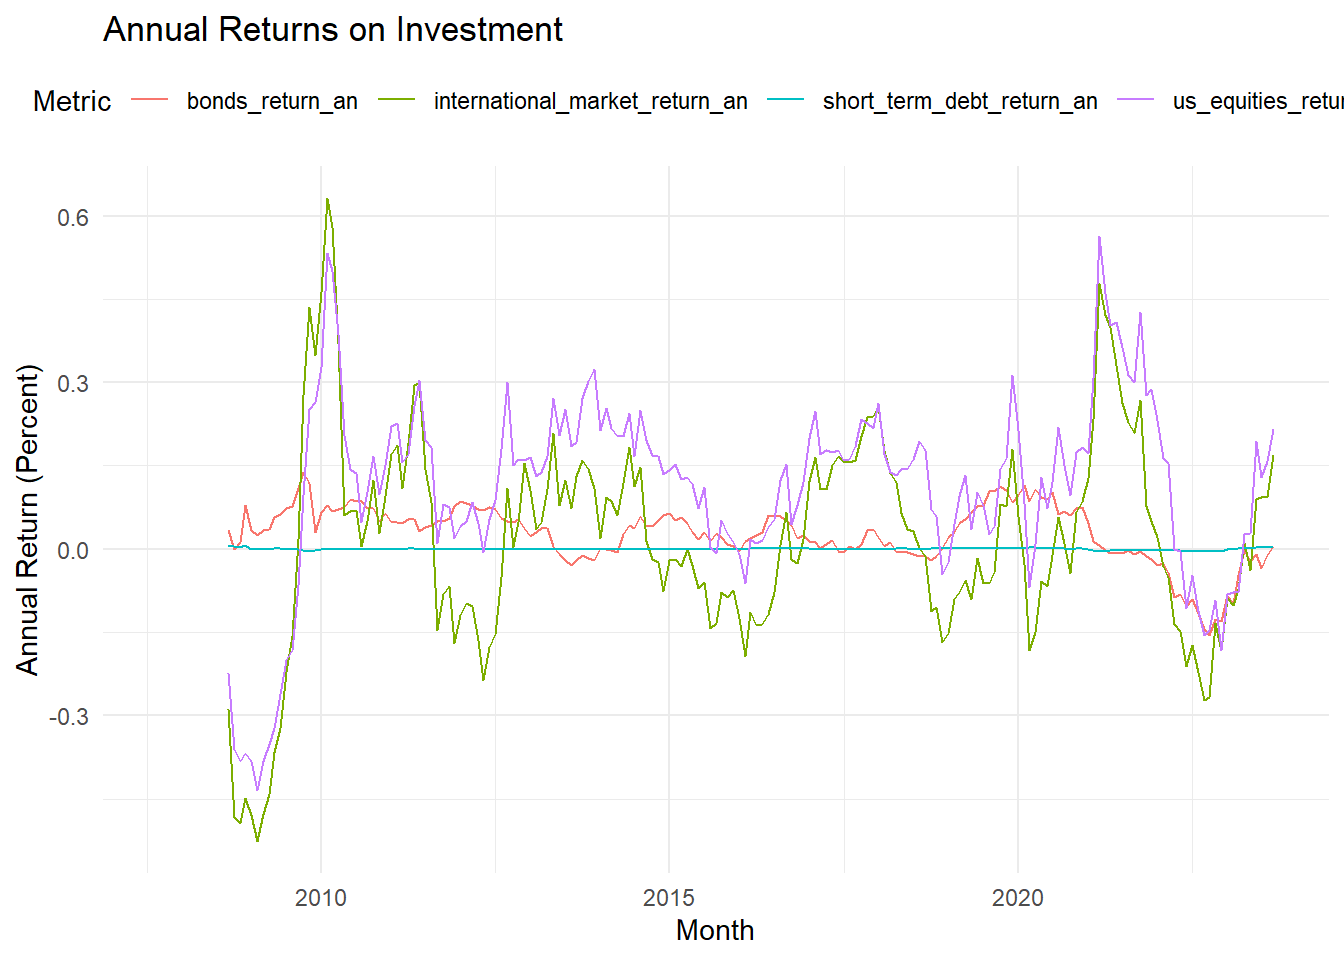 Annual Returns on Investment
Metric bonds_return_an international_market_return_an short_term_debt_return_an us_equities_retur
0.6
0.3
0.0
-0.3
Annual Return (Percent)
2010 2015 2020
Month